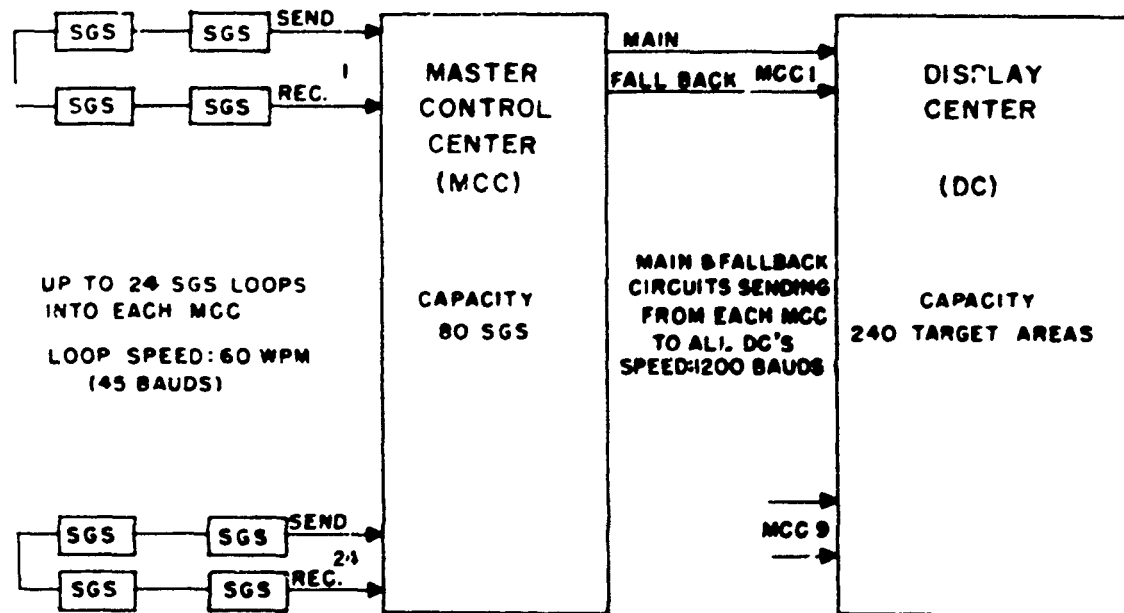 SGS SGS SEND
SGS SGS REC.
1
MASTER
CONTROL
CENTER
(MCC)
CAPACITY
80 SGS
MAIN
FALL BACK MCC 1
DISPLAY
CENTER
(DC)
CAPACITY
240 TARGET AREAS
UP TO 24 SGS LOOPS
INTO EACH MCC
LOOP SPEED: 60 WPM
(45 BAUDS)
MAIN & FALLBACK
CIRCUITS SENDING
FROM EACH MCC
TO ALL DC'S
SPEED:1200 BAUDS
SGS SGS SEND
24
SGS SGS REC.
MCC 9